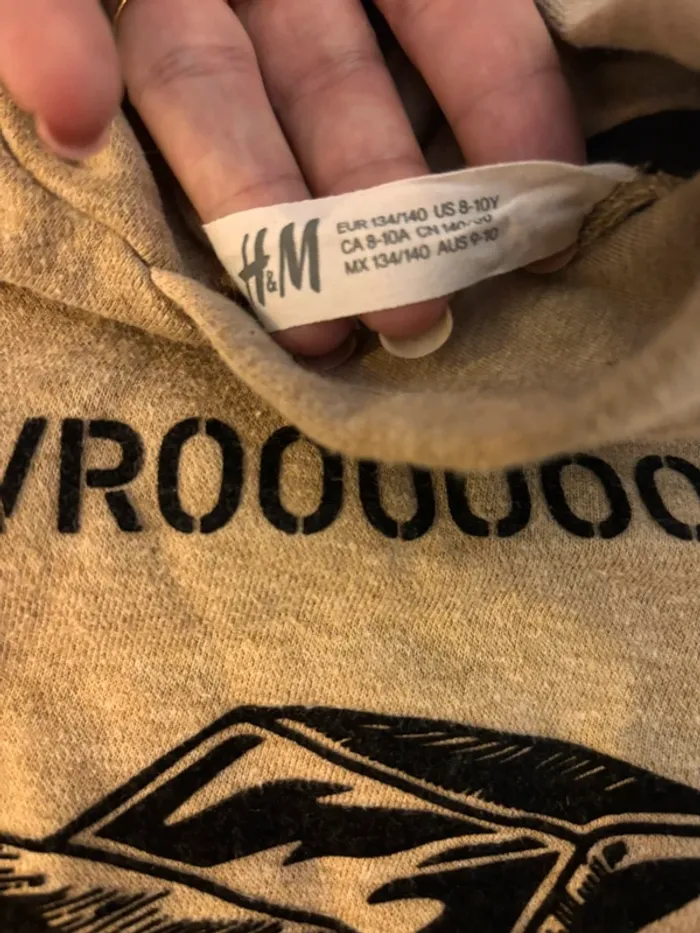 H&M
EUR 134/140 US 8-10Y
CA 8-10A CN
MX 134/140 AUS 9-10
VROOOOOO